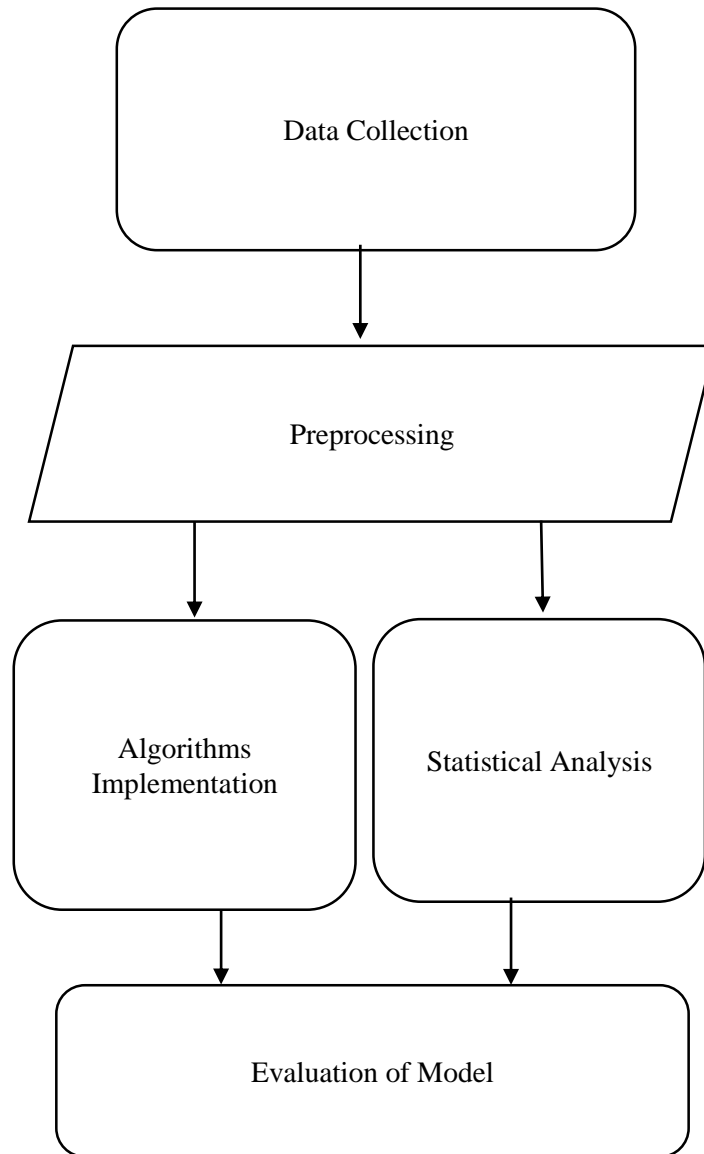 Data Collection
Preprocessing
Algorithms
Implementation
Statistical Analysis
Evaluation of Model